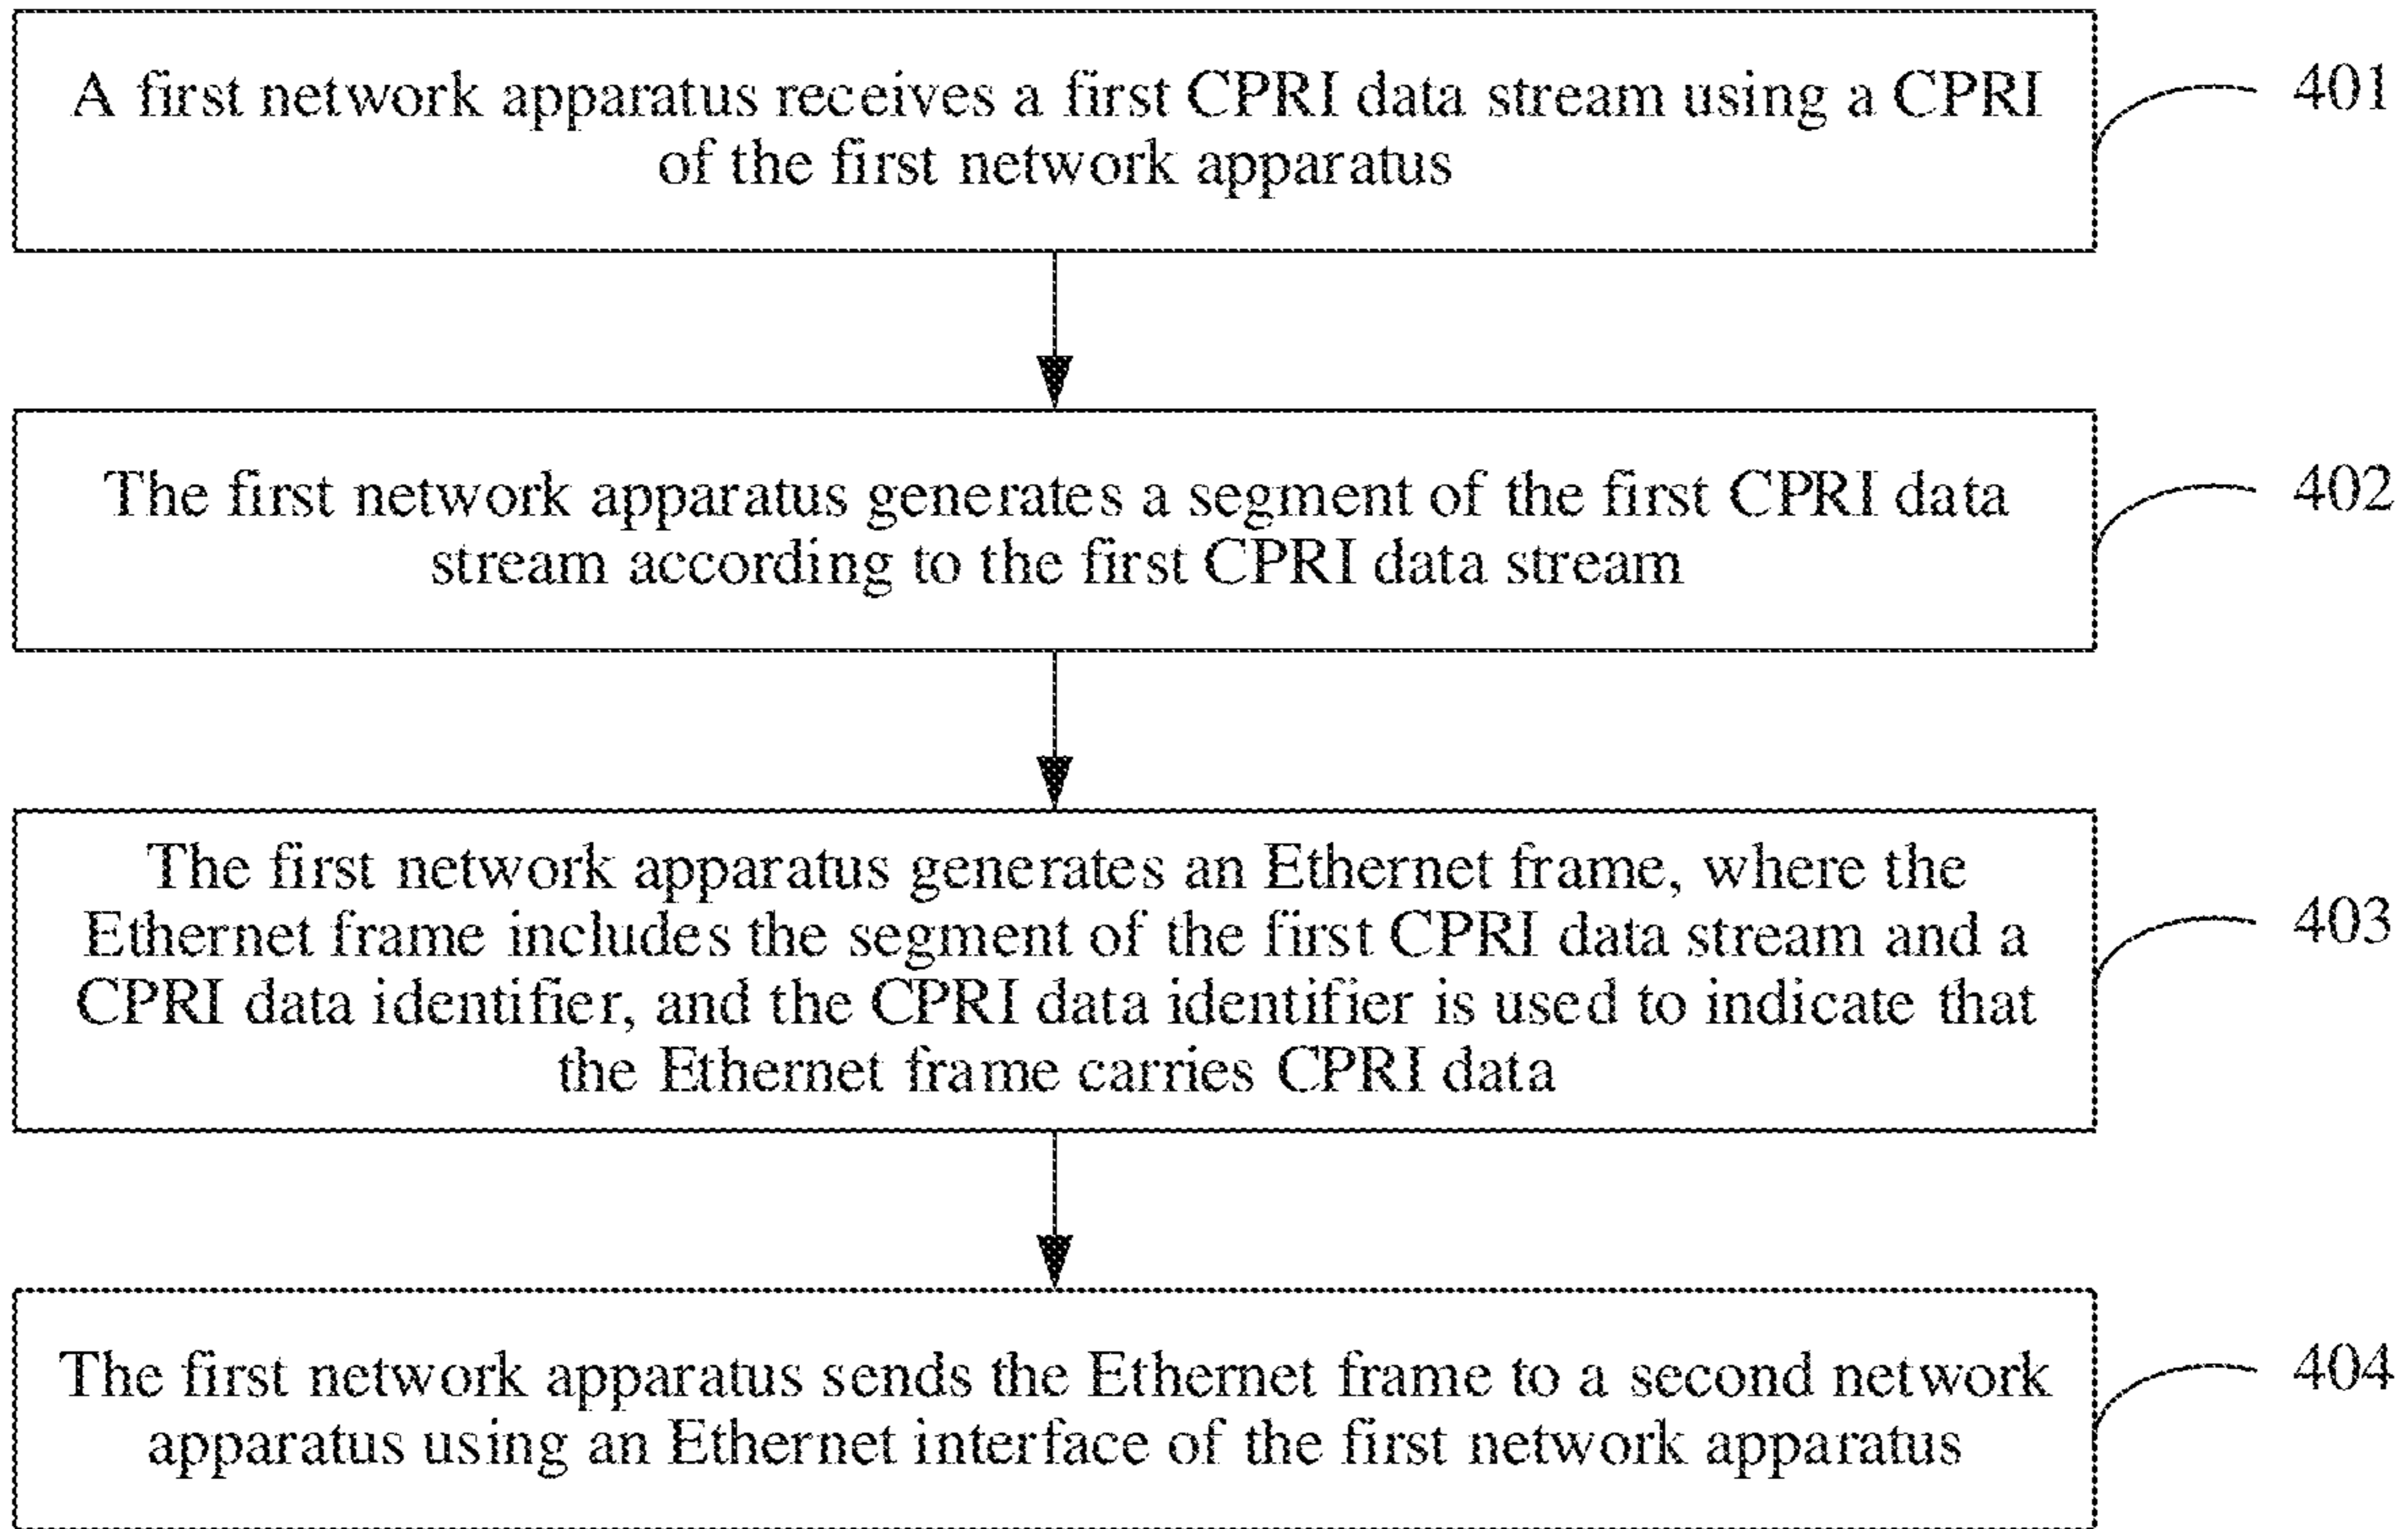 A first network apparatus receives a first CPRI data stream using a CPRI
of the first network apparatus
401
The first network apparatus generates a segment of the first CPRI data
stream according to the first CPRI data stream
402
The first network apparatus generates an Ethernet frame, where the
Ethernet frame includes the segment of the first CPRI data stream and a
CPRI data identifier, and the CPRI data identifier is used to indicate that
the Ethernet frame carries CPRI data
403
The first network apparatus sends the Ethernet frame to a second network
apparatus using an Ethernet interface of the first network apparatus
404